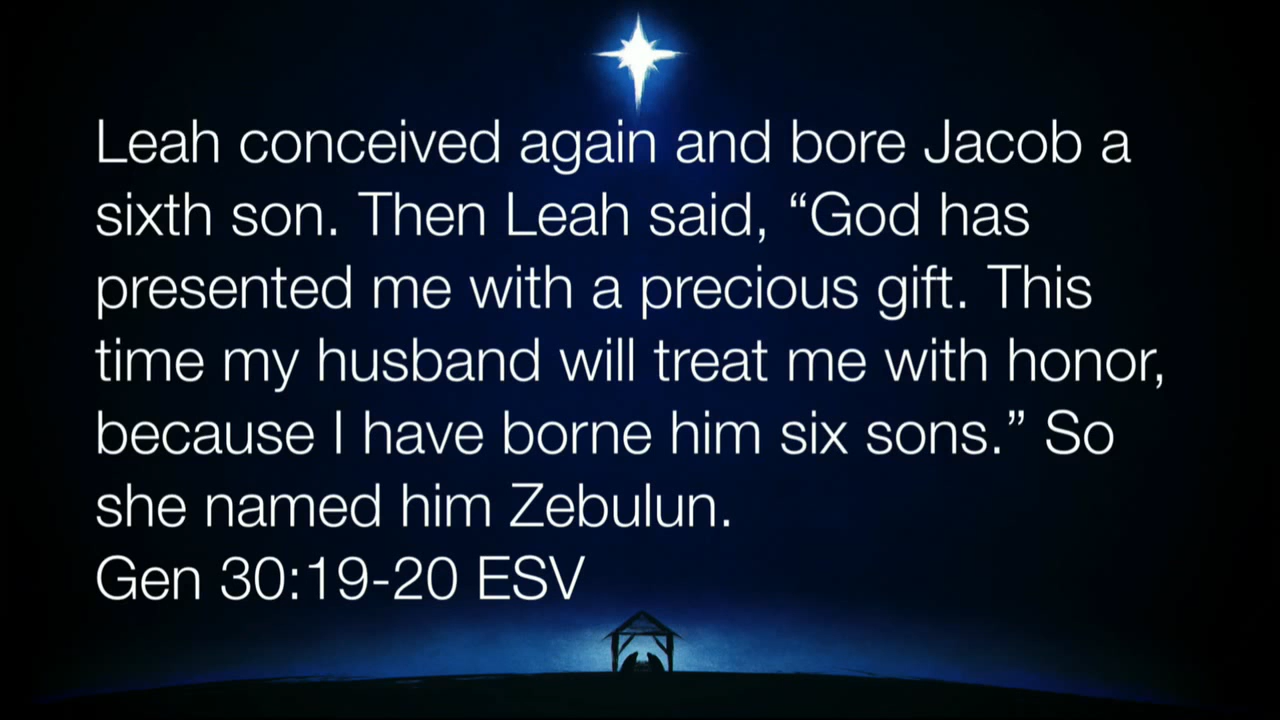 Leah conceived again and bore Jacob a
sixth son. Then Leah said, “God has
presented me with a precious gift. This
time my husband will treat me with honor,
because I have borne him six sons.” So
she named him Zebulun.
Gen 30:19-20 ESV